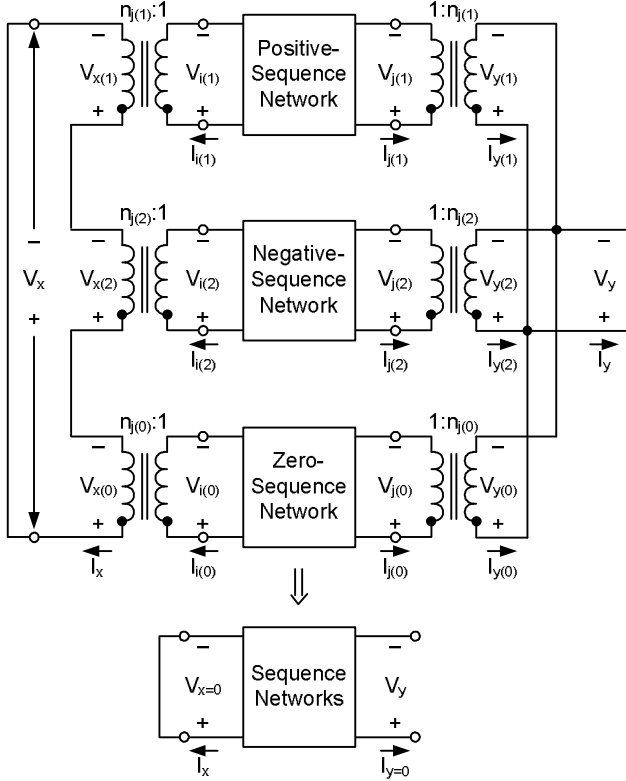 n_j(1):1 1:n_j(1)
− − Positive- − −
V_x(1) V_i(1) Sequence V_j(1) V_y(1)
+ + Network + +
I_i(1) I_j(1) I_y(1)
n_j(2):1 1:n_j(2)
− − − Negative- − − −
V_x V_x(2) V_i(2) Sequence V_j(2) V_y(2) V_y
+ + + Network + + +
I_i(2) I_j(2) I_y(2) I_y
n_j(0):1 1:n_j(0)
− − Zero- − −
V_x(0) V_i(0) Sequence V_j(0) V_y(0)
+ + Network + +
I_x I_i(0) I_j(0) I_y(0)
⇓
− −
V_x=0 Sequence V_y
Networks
+ +
I_x I_y=0